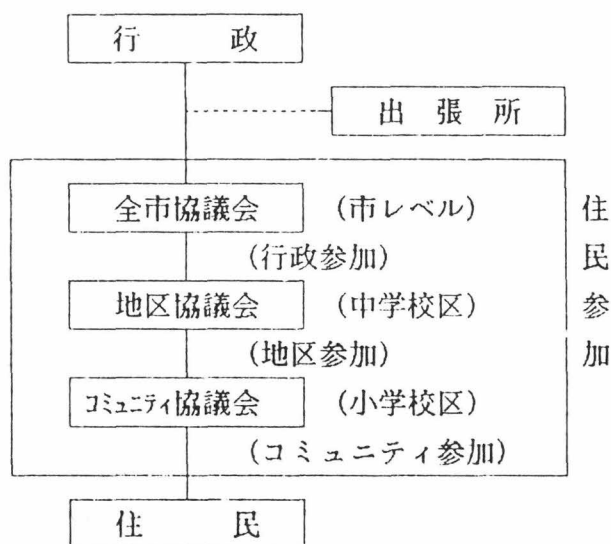 行政
出張所
全市協議会 (市レベル)
(行政参加)
地区協議会 (中学校区)
(地区参加)
コミュニティ協議会 (小学校区)
(コミュニティ参加)
住民
住民参加